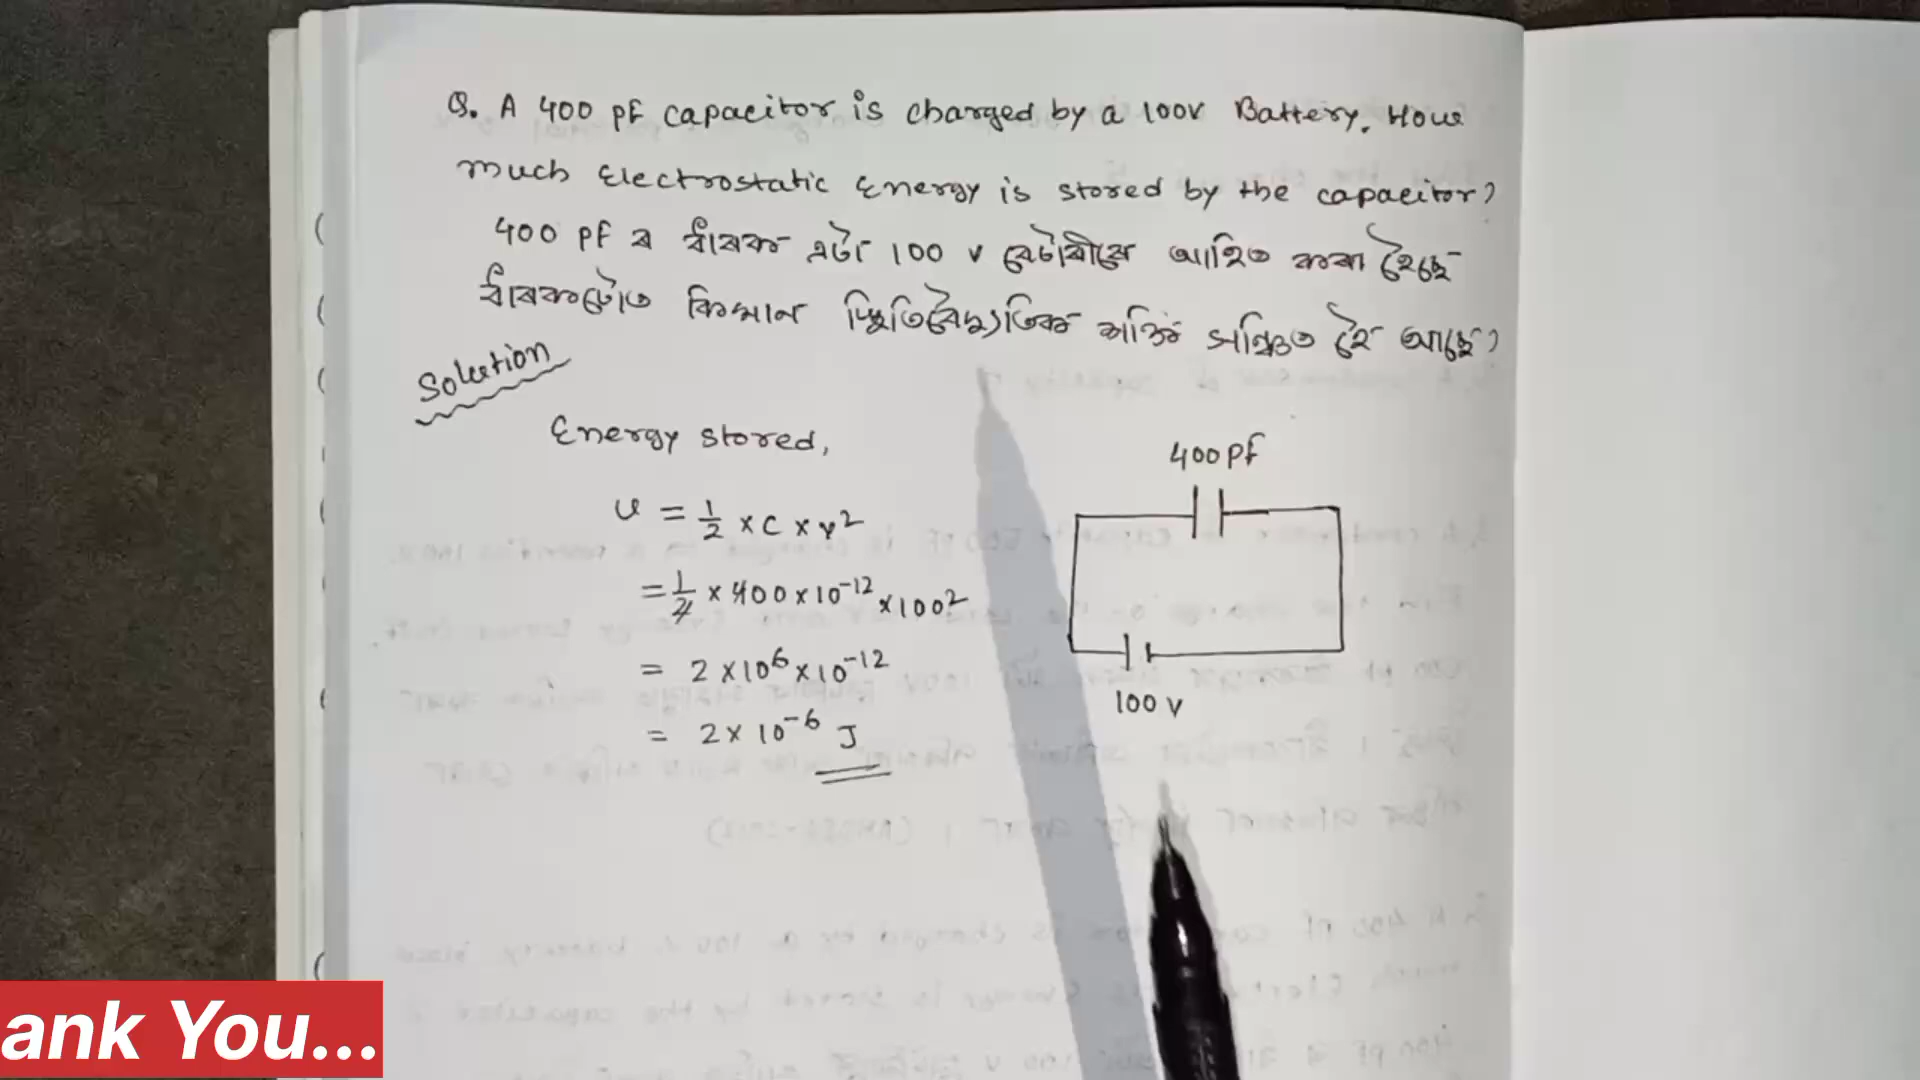 Q. A 400 pF capacitor is charged by a 100V Battery. How
much Electrostatic Energy is stored by the capacitor?
400 pF ৰ ধাৰক এটা 100 V বেটাৰীৰে আহিত কৰা হৈছে
ধাৰকটোত কিমান স্থিতিবৈদ্যুতিক শক্তি সঞ্চিত হৈ আছে?
Solution
Energy stored,
400 pF
U = 1/2 × C × V²
= 1/2 × 400 × 10⁻¹² × 100²
= 2 × 10⁶ × 10⁻¹²
100 V
= 2 × 10⁻⁶ J
ank You...